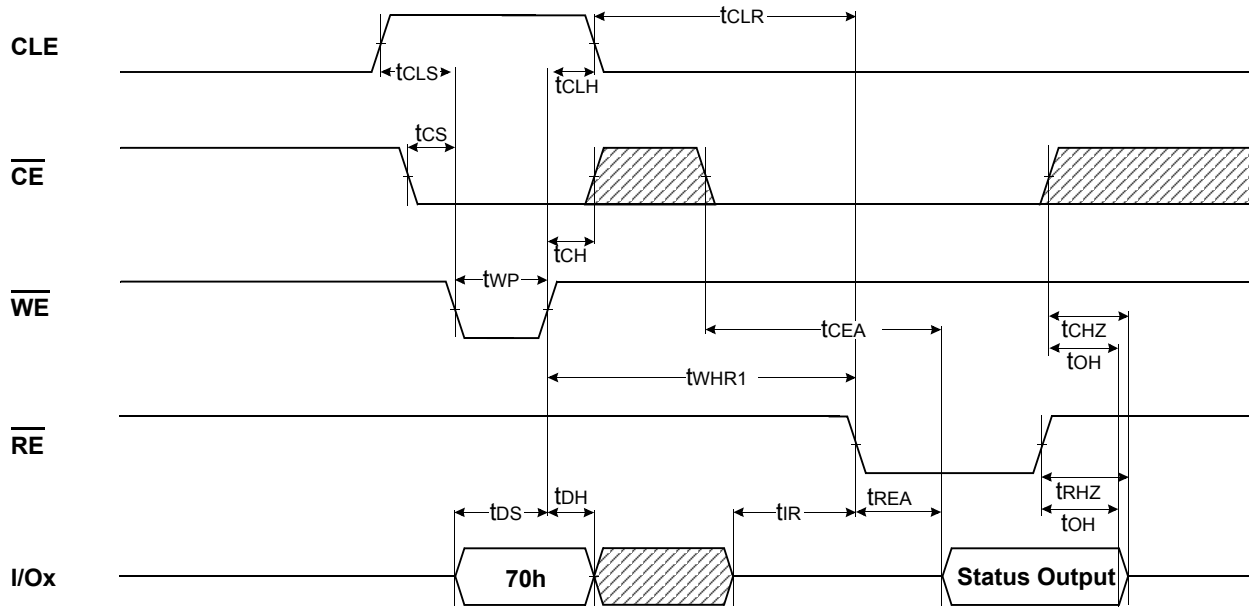 tCLR
CLE
tCLS
tCLH
tCS
CE
tCH
tWP
WE
tCEA
tCHZ
tOH
tWHR1
RE
tDH
tRHZ
tDS
tIR
tREA
tOH
I/Ox
70h
Status Output